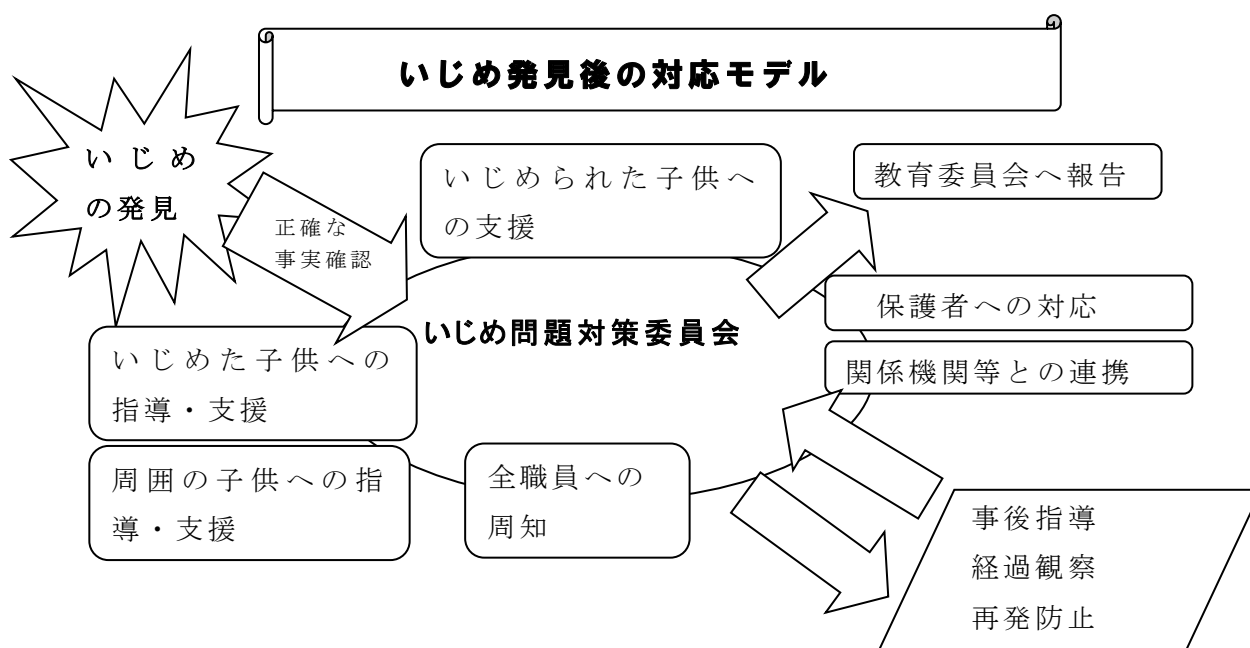 いじめ発見後の対応モデル
いじめ
の発見
正確な
事実確認
いじめられた子供へ
の支援
教育委員会へ報告
保護者への対応
関係機関等との連携
いじめ問題対策委員会
いじめた子供への
指導・支援
周囲の子供への指
導・支援
全職員への
周知
事後指導
経過観察
再発防止